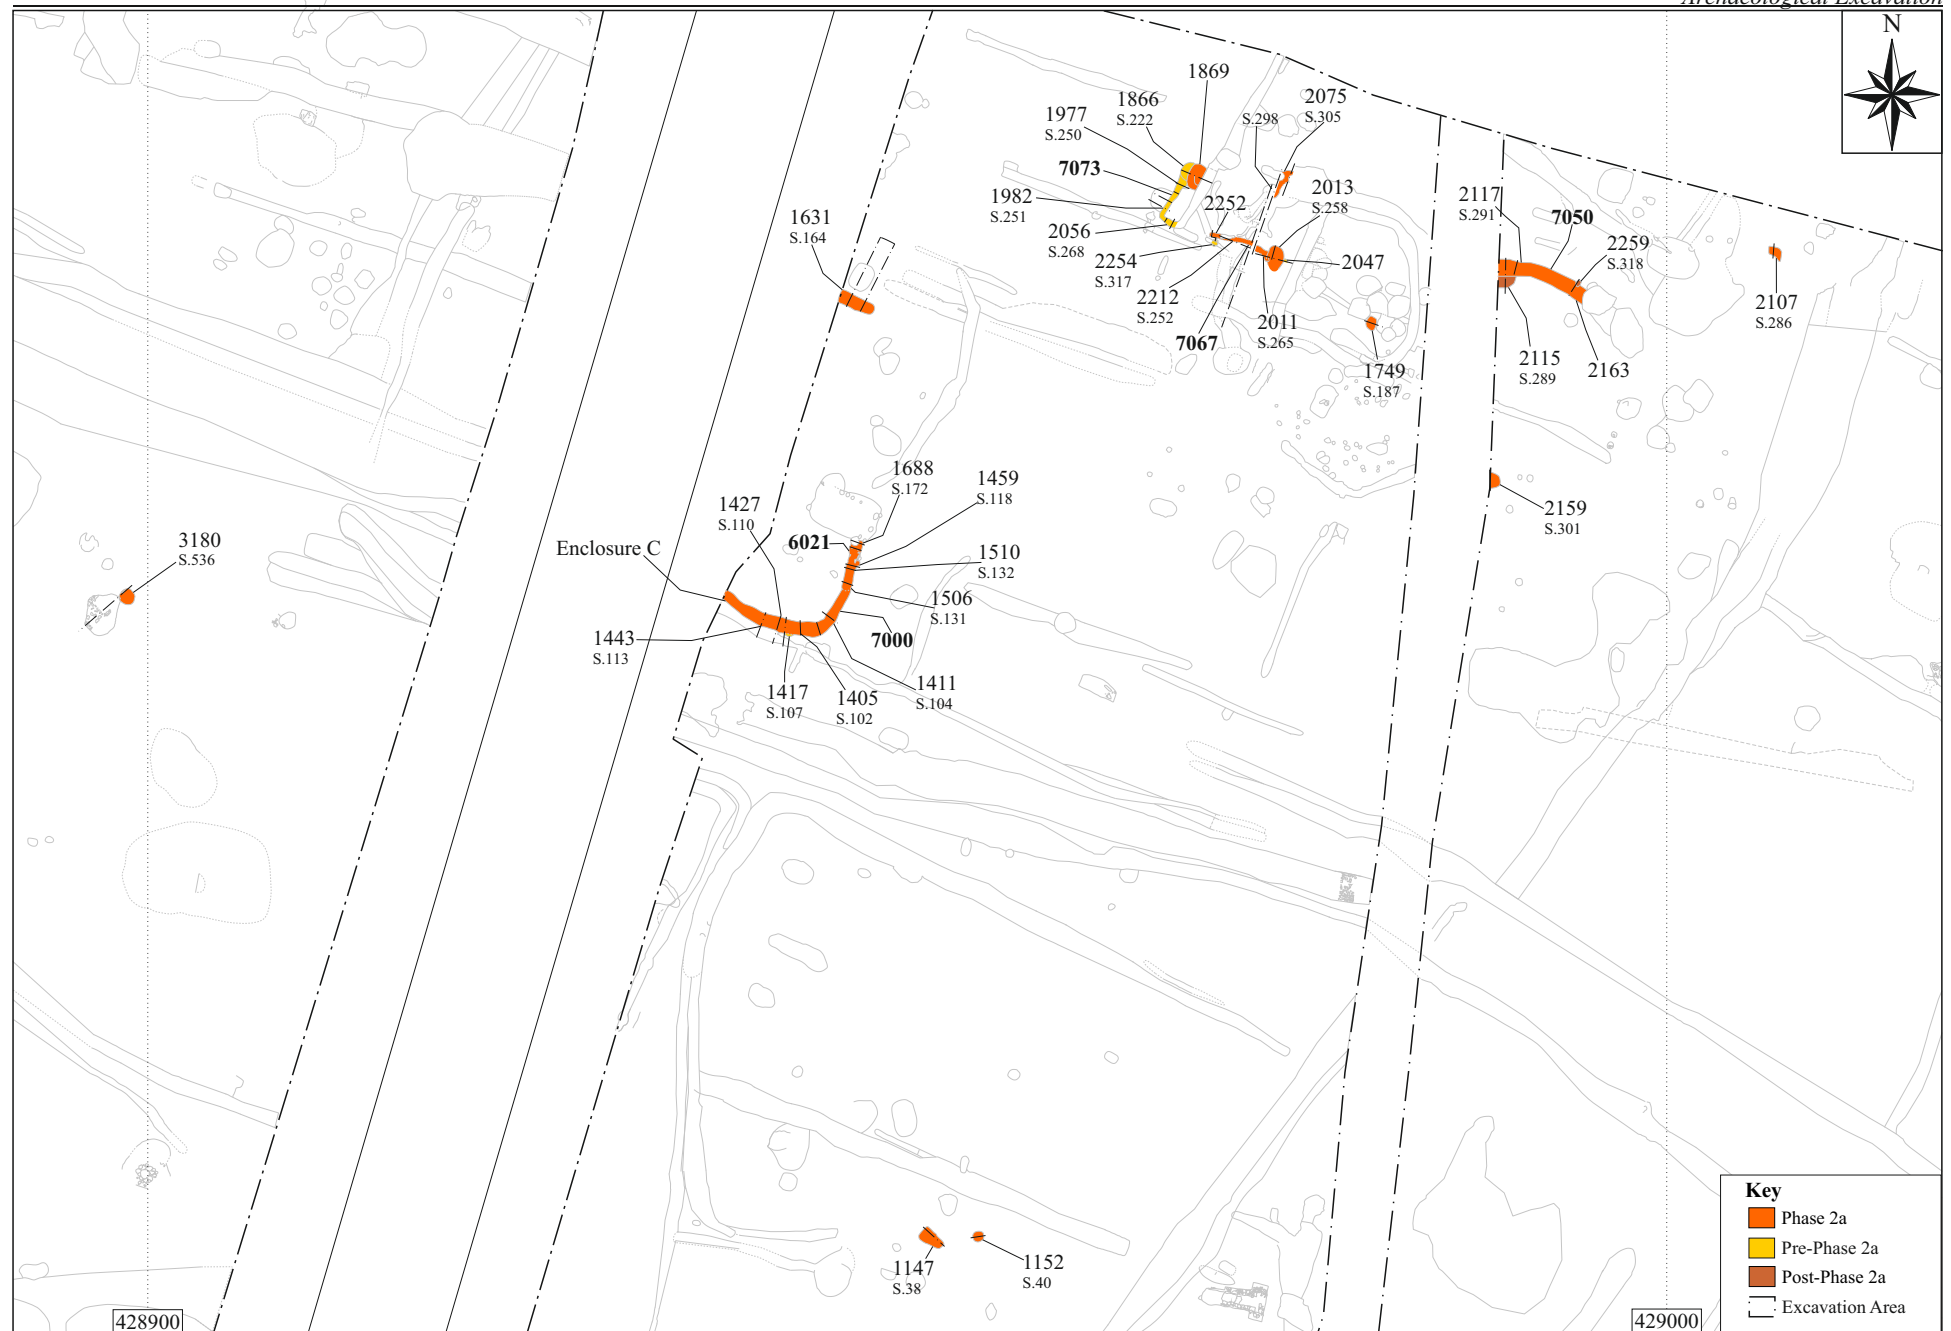 Archaeological Excavation
N
1869
1866
S.222
2075
S.305
S.298
1977
S.250
7073
1982
S.251
2252
2013
S.258
2117
S.291
7050
2259
S.318
1631
S.164
2056
S.268
2254
S.317
2047
2212
S.252
2011
S.265
7067
2107
S.286
1749
S.187
2115
S.289
2163
1688
S.172
1459
S.118
1427
S.110
2159
S.301
3180
S.536
Enclosure C
6021
1510
S.132
1506
S.131
1443
S.113
7000
1417
S.107
1405
S.102
1411
S.104
1147
S.38
1152
S.40
Key
Phase 2a
Pre-Phase 2a
Post-Phase 2a
Excavation Area
428900
429000